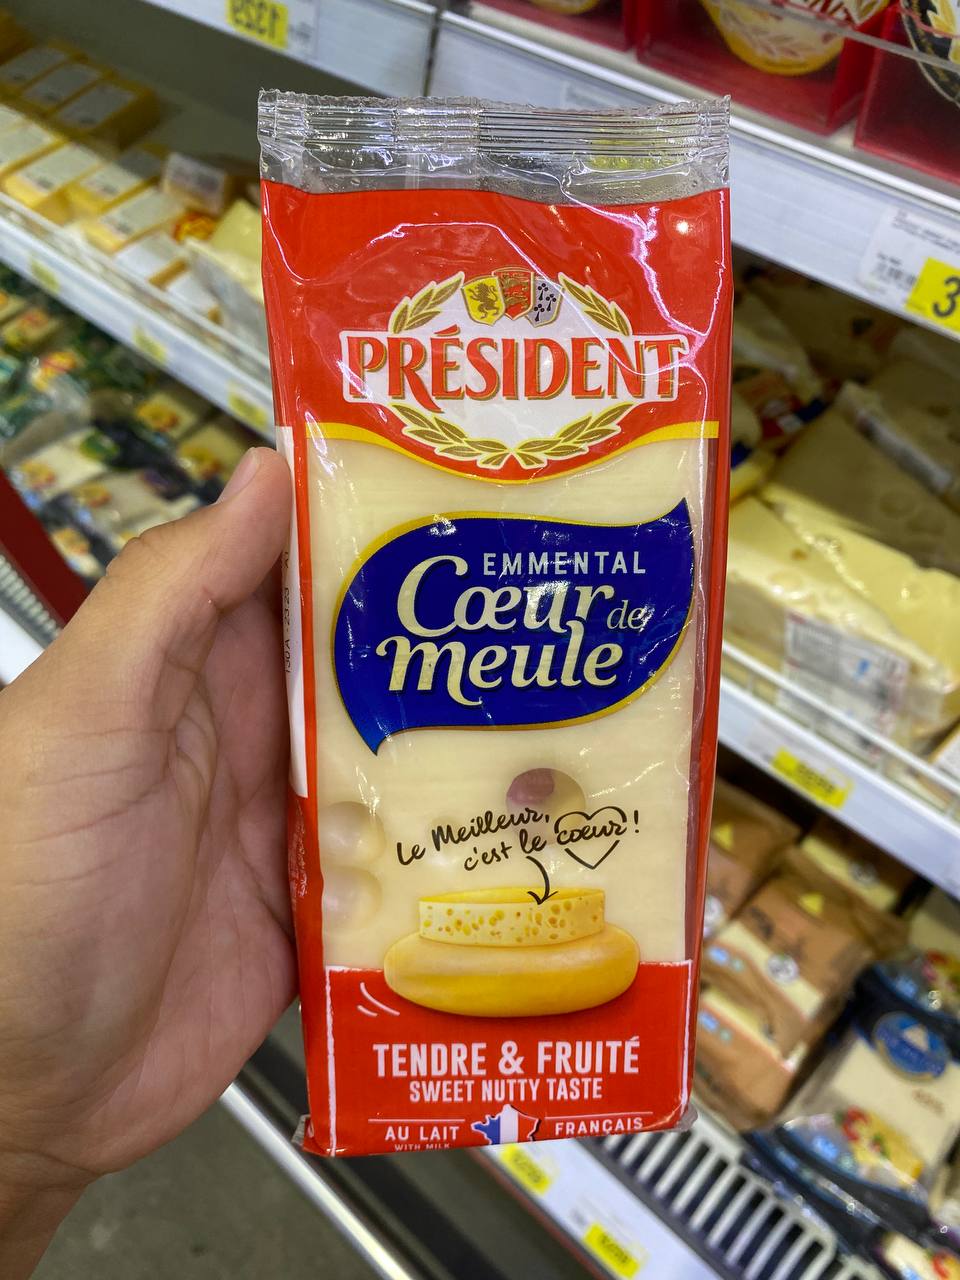 PRÉSIDENT
EMMENTAL
Cœur de
meule
Le Meilleur,
c'est le cœur !
TENDRE & FRUITÉ
SWEET NUTTY TASTE
AU LAIT FRANÇAIS
WITH MILK